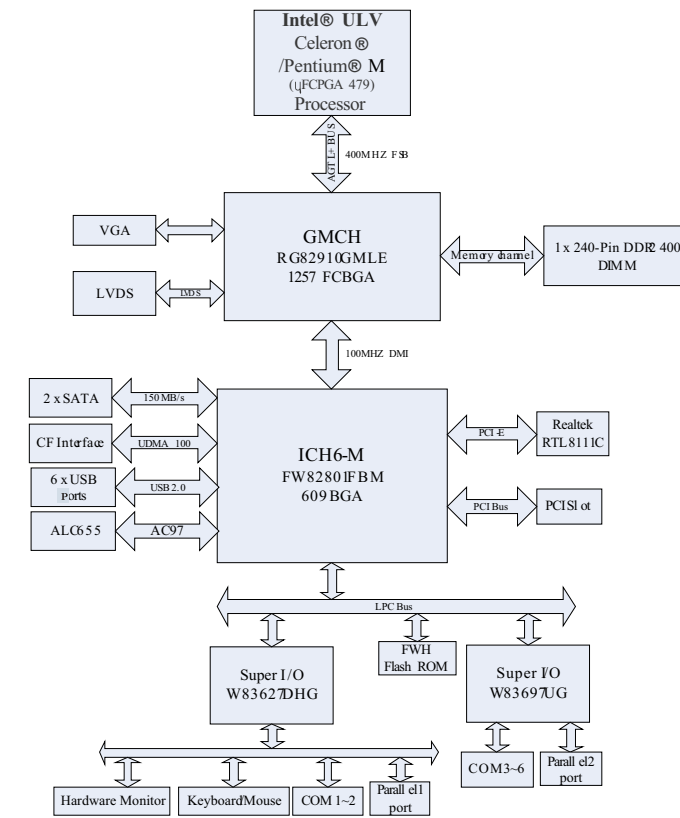 Intel® ULV
Celeron®
/Pentium® M
(μFCPGA 479)
Processor
AGTL+ BUS
400MHZ FSB
VGA
GMCH
RG82910GMLE
1257 FCBGA
Memory channel
1 x 240-Pin DDR2 400
DIMM
LVDS
LVDS
100MHZ DMI
2 x SATA
150 MB/s
CF Interface
UDMA 100
6 x USB
Ports
USB 2.0
ALC655
AC97
ICH6-M
FW82801FBM
609 BGA
PCI-E
Realtek
RTL8111C
PCI Bus
PCI Slot
LPC Bus
Super I/O
W83627DHG
FWH
Flash ROM
Super I/O
W83697UG
Hardware Monitor
Keyboard/Mouse
COM 1~2
Parallel1
port
COM3~6
Parallel2
port